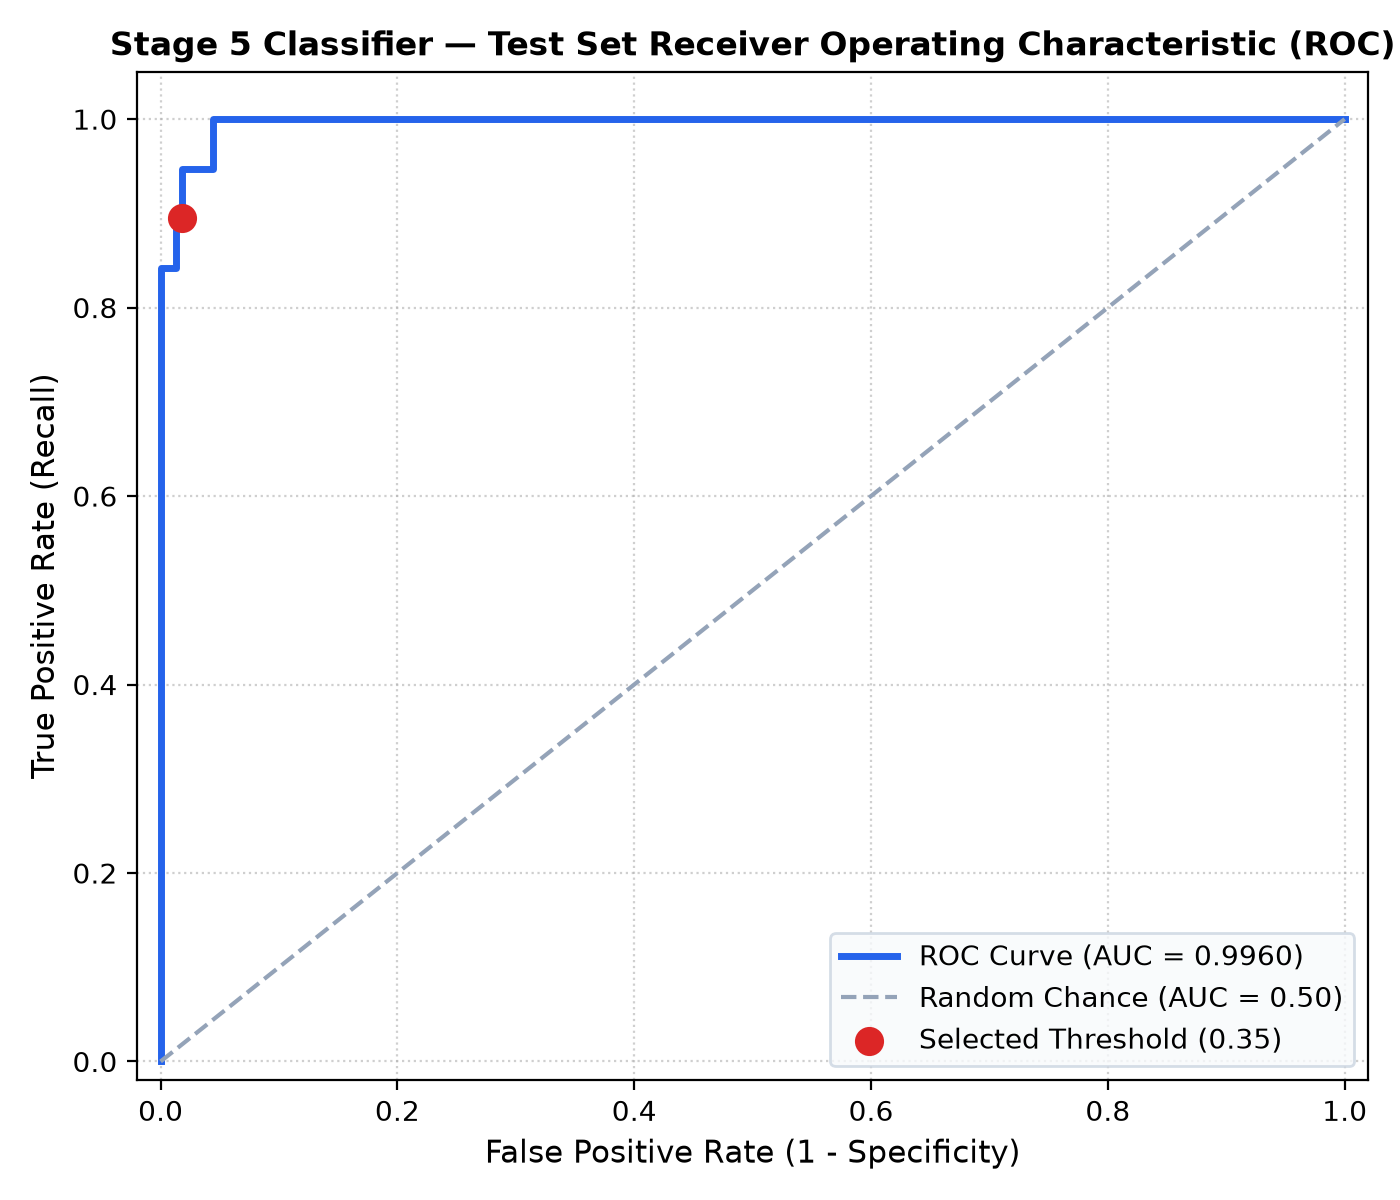 Stage 5 Classifier — Test Set Receiver Operating Characteristic (ROC)
True Positive Rate (Recall)
1.0
0.8
0.6
0.4
0.2
0.0
ROC Curve (AUC = 0.9960)
Random Chance (AUC = 0.50)
Selected Threshold (0.35)
0.0 0.2 0.4 0.6 0.8 1.0
False Positive Rate (1 - Specificity)